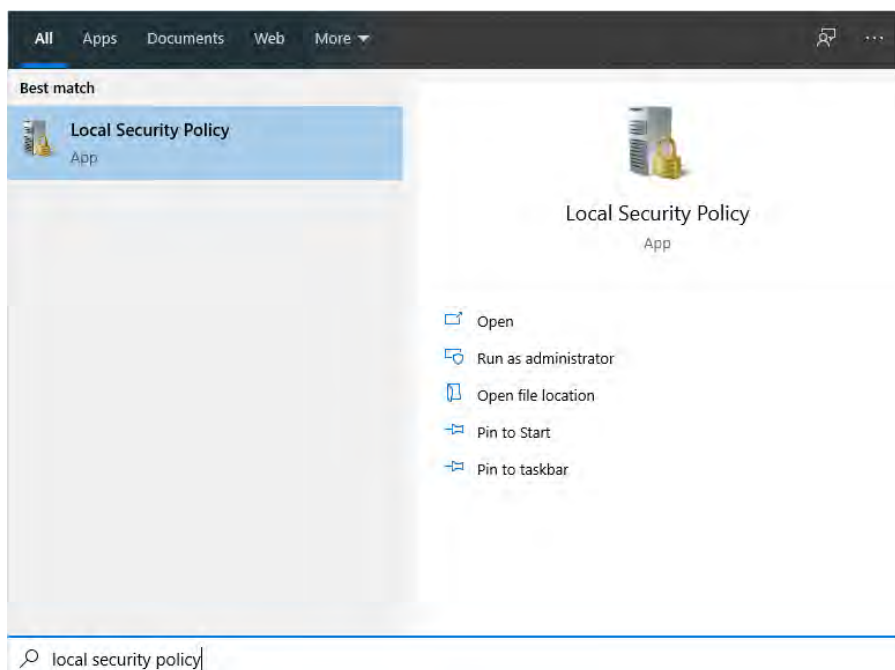 All Apps Documents Web More
Best match
Local Security Policy
App
Local Security Policy
App
Open
Run as administrator
Open file location
Pin to Start
Pin to taskbar
local security policy